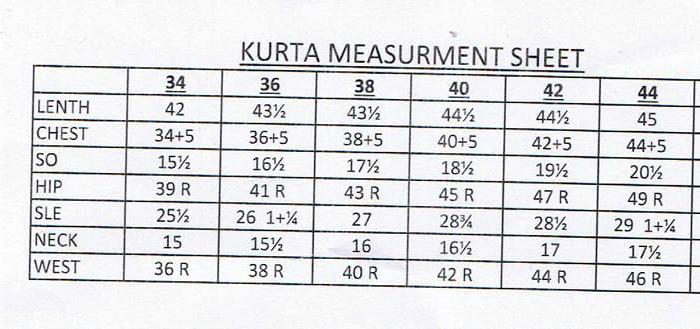 KURTA MEASURMENT SHEET
34 36 38 40 42 44
LENTH 42 43½ 43½ 44½ 44½ 45
CHEST 34+5 36+5 38+5 40+5 42+5 44+5
SO 15½ 16½ 17½ 18½ 19½ 20½
HIP 39 R 41 R 43 R 45 R 47 R 49 R
SLE 25½ 26 1+¼ 27 28¾ 28½ 29 1+¼
NECK 15 15½ 16 16½ 17 17½
WEST 36 R 38 R 40 R 42 R 44 R 46 R